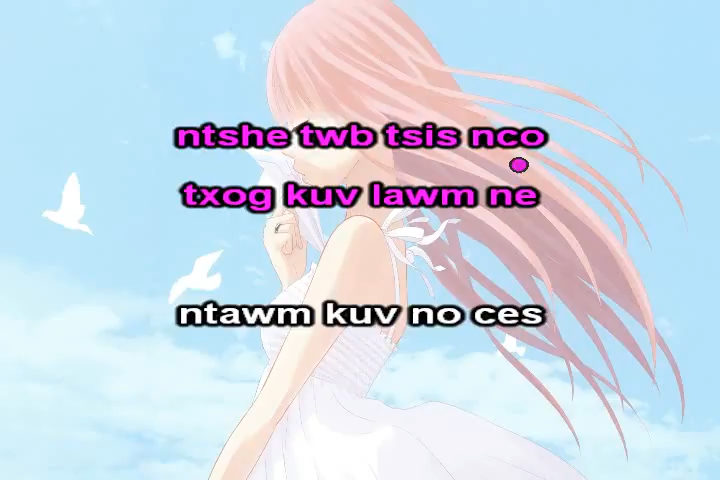 ntshe twb tsis nco
txog kuv lawm ne
ntawm kuv no ces